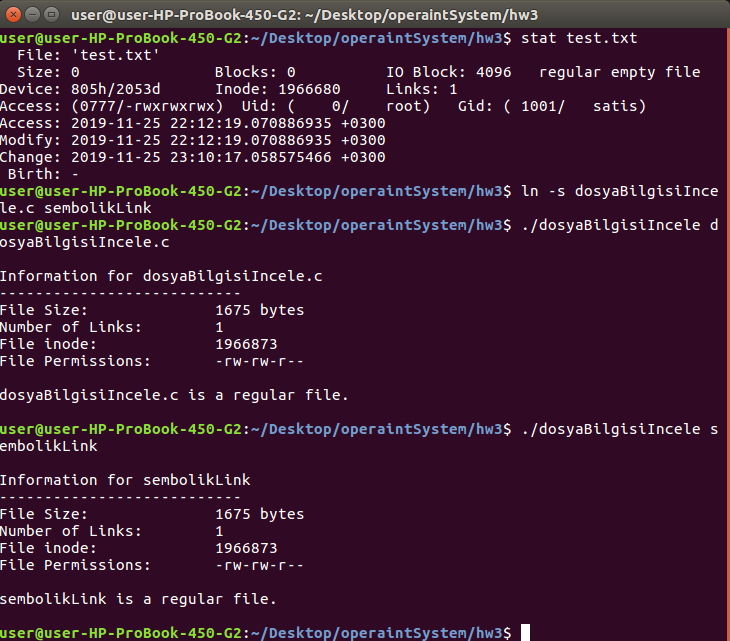 user@user-HP-ProBook-450-G2: ~/Desktop/operaintSystem/hw3
user@user-HP-ProBook-450-G2:~/Desktop/operaintSystem/hw3$ stat test.txt
  File: 'test.txt'
  Size: 0               Blocks: 0          IO Block: 4096   regular empty file
Device: 805h/2053d      Inode: 1966680     Links: 1
Access: (0777/-rwxrwxrwx)  Uid: (    0/    root)   Gid: ( 1001/   satis)
Access: 2019-11-25 22:12:19.070886935 +0300
Modify: 2019-11-25 22:12:19.070886935 +0300
Change: 2019-11-25 23:10:17.058575466 +0300
 Birth: -
user@user-HP-ProBook-450-G2:~/Desktop/operaintSystem/hw3$ ln -s dosyaBilgisiInce
le.c sembolikLink
user@user-HP-ProBook-450-G2:~/Desktop/operaintSystem/hw3$ ./dosyaBilgisiIncele d
osyaBilgisiIncele.c

Information for dosyaBilgisiIncele.c
---------------------------
File Size:              1675 bytes
Number of Links:        1
File inode:             1966873
File Permissions:       -rw-rw-r--

dosyaBilgisiIncele.c is a regular file.

user@user-HP-ProBook-450-G2:~/Desktop/operaintSystem/hw3$ ./dosyaBilgisiIncele s
embolikLink

Information for sembolikLink
---------------------------
File Size:              1675 bytes
Number of Links:        1
File inode:             1966873
File Permissions:       -rw-rw-r--

sembolikLink is a regular file.

user@user-HP-ProBook-450-G2:~/Desktop/operaintSystem/hw3$